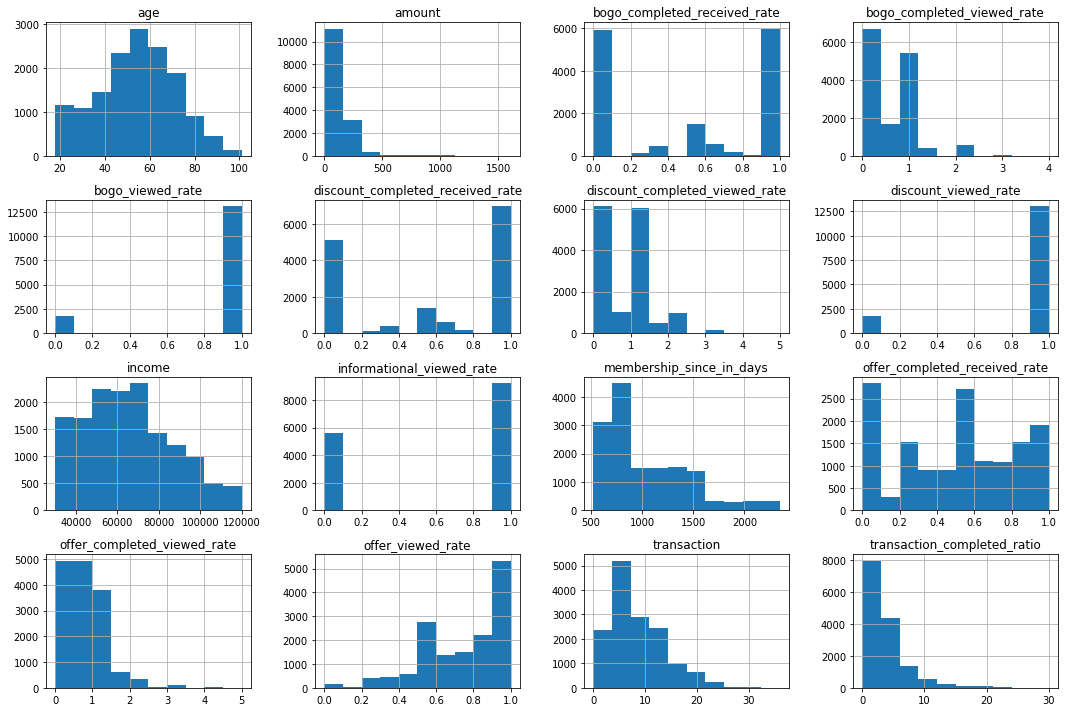 age
3000
2000
1000
0
20 40 60 80 100
amount
10000
8000
6000
4000
2000
0
0 500 1000 1500
bogo_completed_received_rate
6000
4000
2000
0
0.0 0.2 0.4 0.6 0.8 1.0
bogo_completed_viewed_rate
6000
4000
2000
0
0 1 2 3 4
bogo_viewed_rate
12500
10000
7500
5000
2500
0
0.0 0.2 0.4 0.6 0.8 1.0
discount_completed_received_rate
6000
4000
2000
0
0.0 0.2 0.4 0.6 0.8 1.0
discount_completed_viewed_rate
6000
4000
2000
0
0 1 2 3 4 5
discount_viewed_rate
12500
10000
7500
5000
2500
0
0.0 0.2 0.4 0.6 0.8 1.0
income
2000
1500
1000
500
0
40000 60000 80000 100000 120000
informational_viewed_rate
8000
6000
4000
2000
0
0.0 0.2 0.4 0.6 0.8 1.0
membership_since_in_days
4000
3000
2000
1000
0
500 1000 1500 2000
offer_completed_received_rate
2500
2000
1500
1000
500
0
0.0 0.2 0.4 0.6 0.8 1.0
offer_completed_viewed_rate
5000
4000
3000
2000
1000
0
0 1 2 3 4 5
offer_viewed_rate
5000
4000
3000
2000
1000
0
0.0 0.2 0.4 0.6 0.8 1.0
transaction
5000
4000
3000
2000
1000
0
0 10 20 30
transaction_completed_ratio
8000
6000
4000
2000
0
0 10 20 30